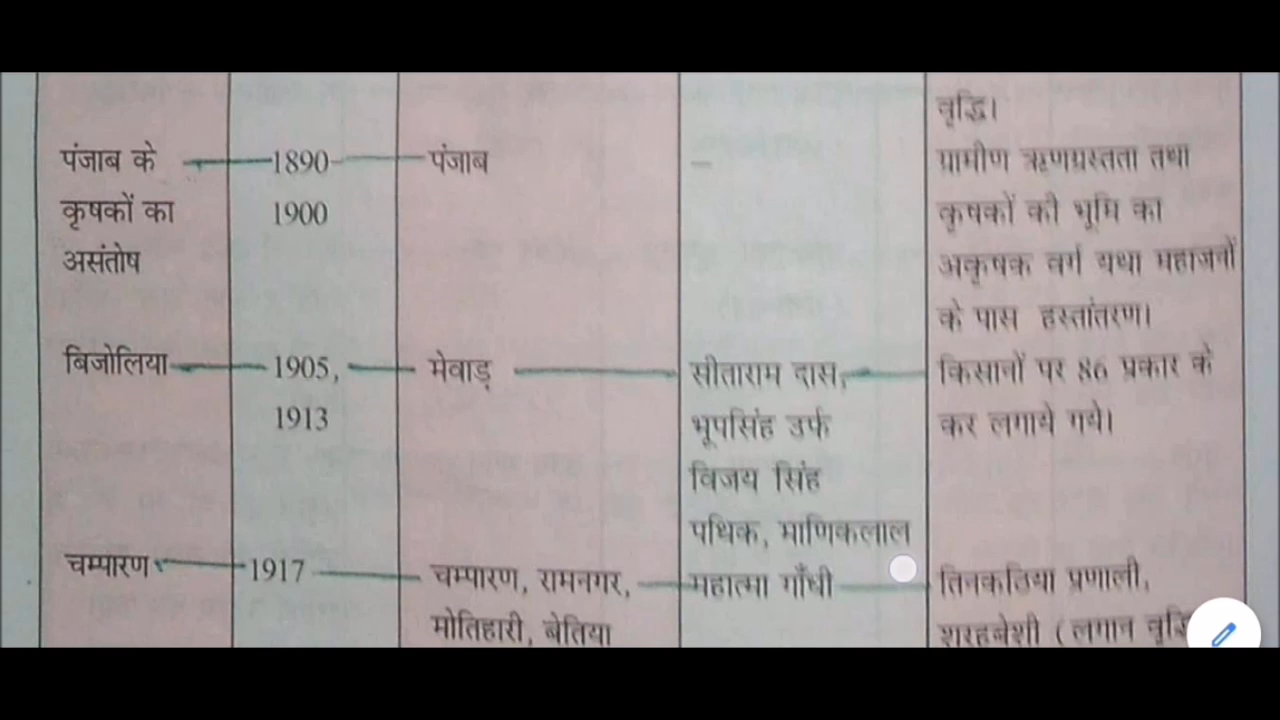 वृद्धि।
पंजाब के 1890- पंजाब – ग्रामीण ऋणग्रस्तता तथा
कृषकों का 1900 कृषकों की भूमि का
असंतोष अकृषक वर्ग यथा महाजनों
के पास हस्तांतरण।
बिजोलिया 1905, मेवाड़ सीताराम दास, किसानों पर 86 प्रकार के
1913 भूपसिंह उर्फ कर लगाये गये।
विजय सिंह
पथिक, माणिकलाल
चम्पारण 1917 चम्पारण, रामनगर, महात्मा गाँधी तिनकठिया प्रणाली,
मोतिहारी, बेतिया शरहबेशी (लगान